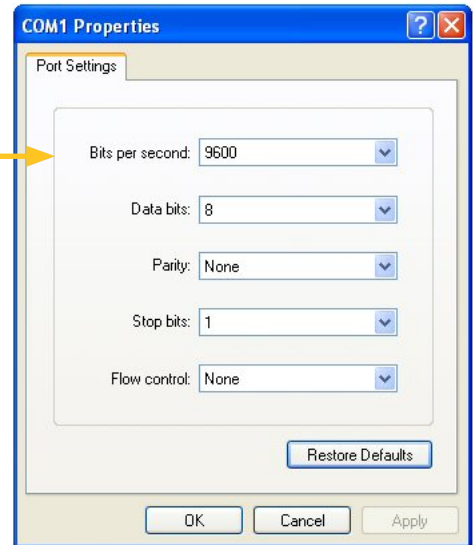 COM1 Properties
Port Settings
Bits per second: 9600
Data bits: 8
Parity: None
Stop bits: 1
Flow control: None
Restore Defaults
OK Cancel Apply